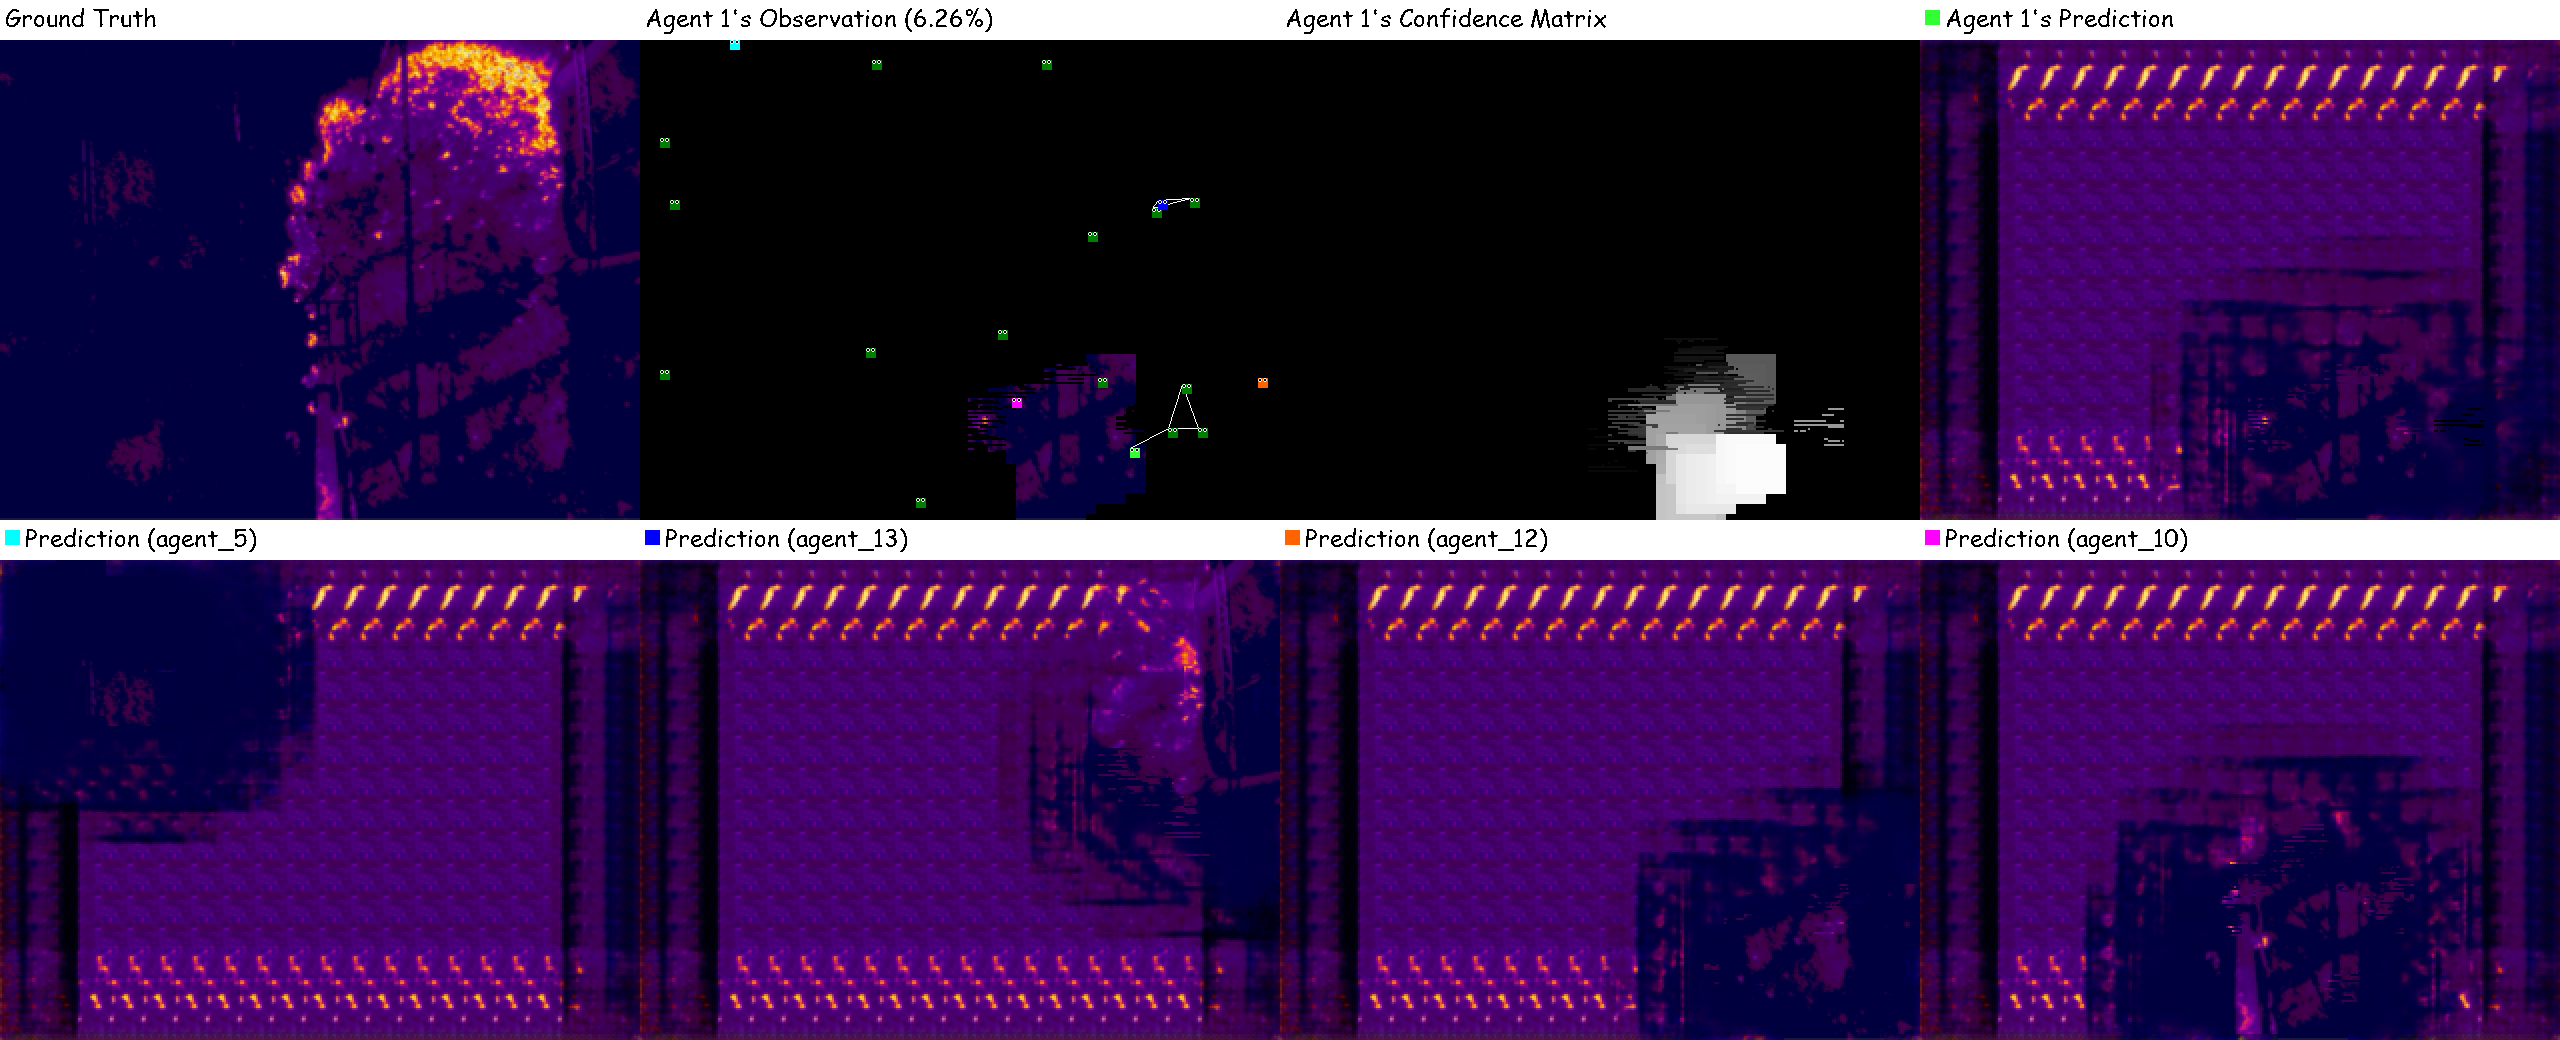 Ground Truth
Agent 1's Observation (6.26%)
Agent 1's Confidence Matrix
Agent 1's Prediction
Prediction (agent_5)
Prediction (agent_13)
Prediction (agent_12)
Prediction (agent_10)